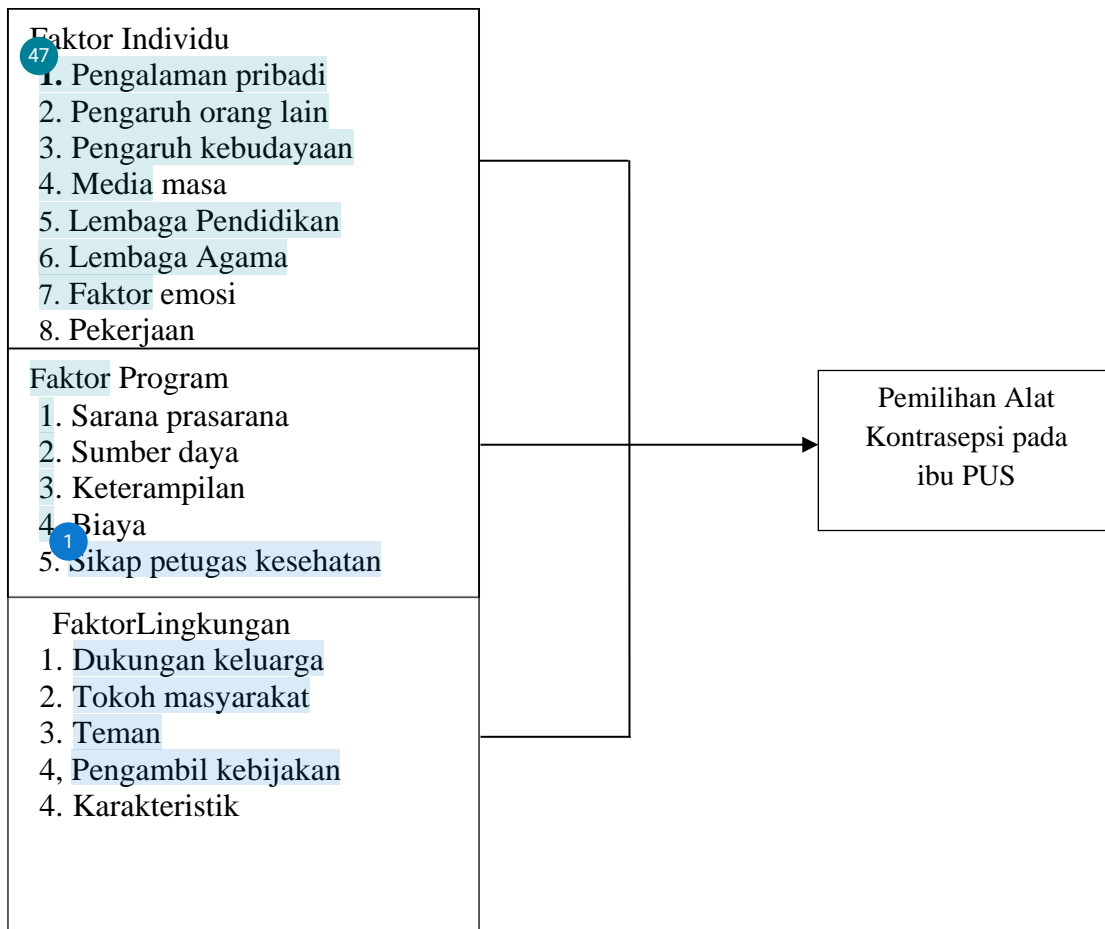 Faktor Individu
47
1. Pengalaman pribadi
2. Pengaruh orang lain
3. Pengaruh kebudayaan
4. Media masa
5. Lembaga Pendidikan
6. Lembaga Agama
7. Faktor emosi
8. Pekerjaan
Faktor Program
1. Sarana prasarana
2. Sumber daya
3. Keterampilan
4. Biaya
1
5. Sikap petugas kesehatan
FaktorLingkungan
1. Dukungan keluarga
2. Tokoh masyarakat
3. Teman
4, Pengambil kebijakan
4. Karakteristik
Pemilihan Alat
Kontrasepsi pada
ibu PUS